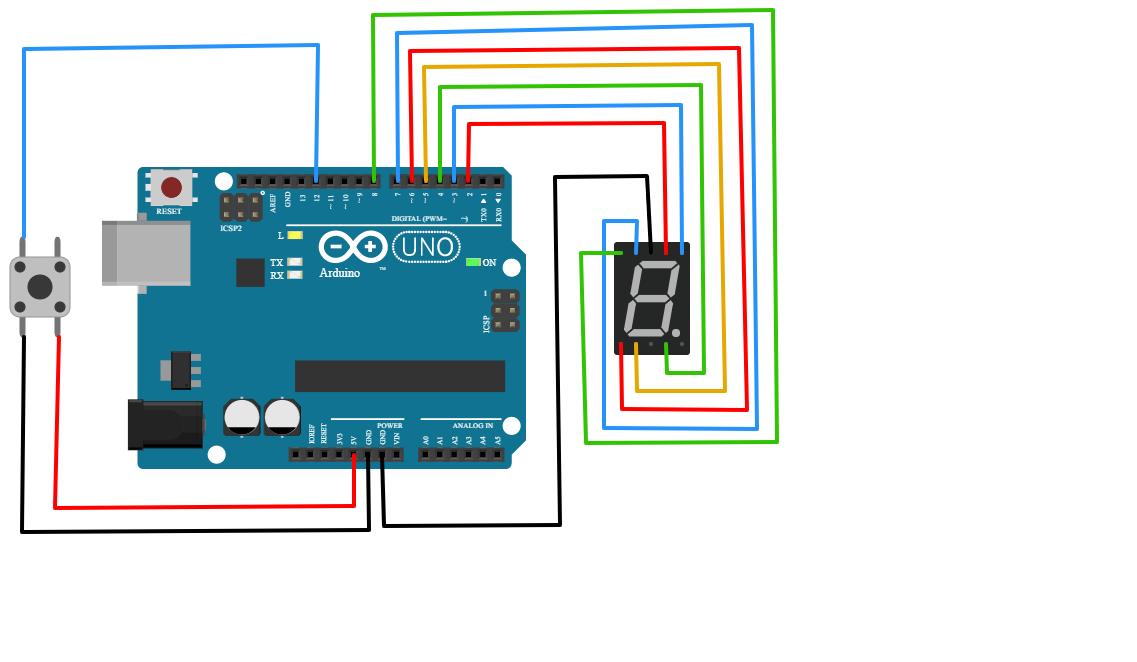 AREF
GND
13
12
~ 11
~ 10
~ 9
8
7
~ 6
~ 5
4
~ 3
2
TX0 ▶ 1
RX0 ◀ 0
RESET
ICSP2
DIGITAL (PWM~ ~)
L
TX
RX
UNO
Arduino
™
ON
1
ICSP
IOREF
RESET
3V3
5V
GND
GND
VIN
POWER
ANALOG IN
A0
A1
A2
A3
A4
A5